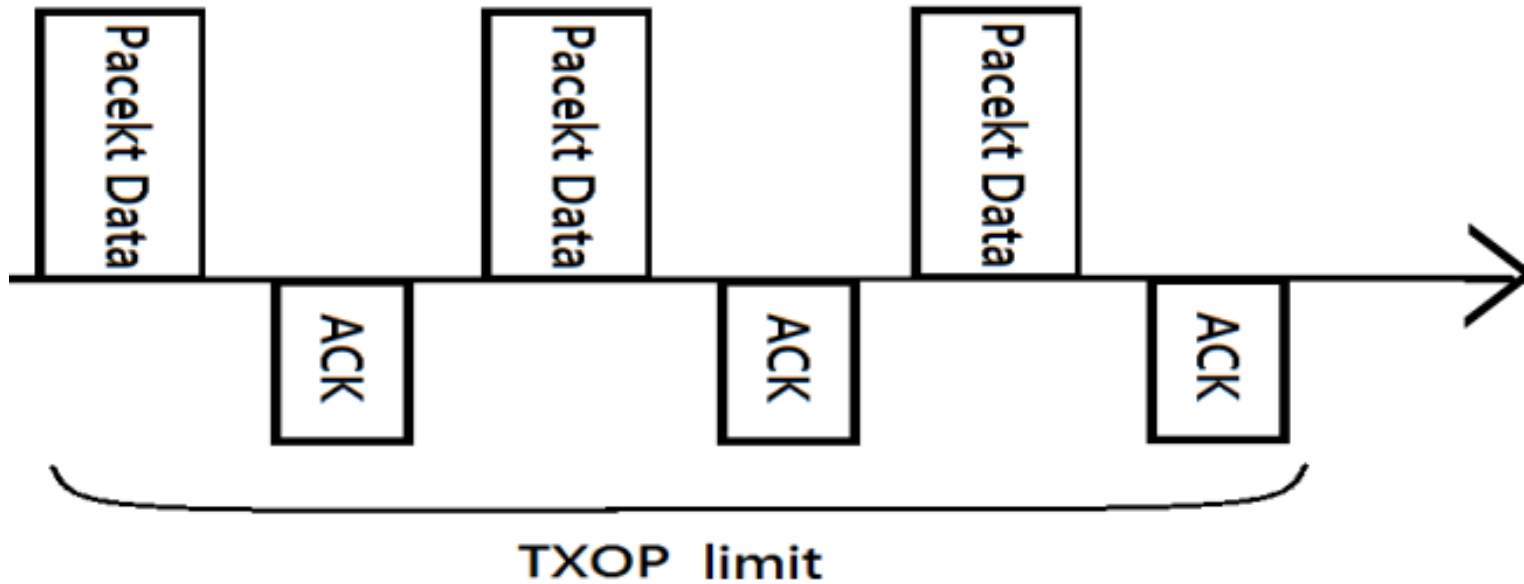 Pacekt Data
Pacekt Data
Pacekt Data
ACK
ACK
ACK
TXOP limit